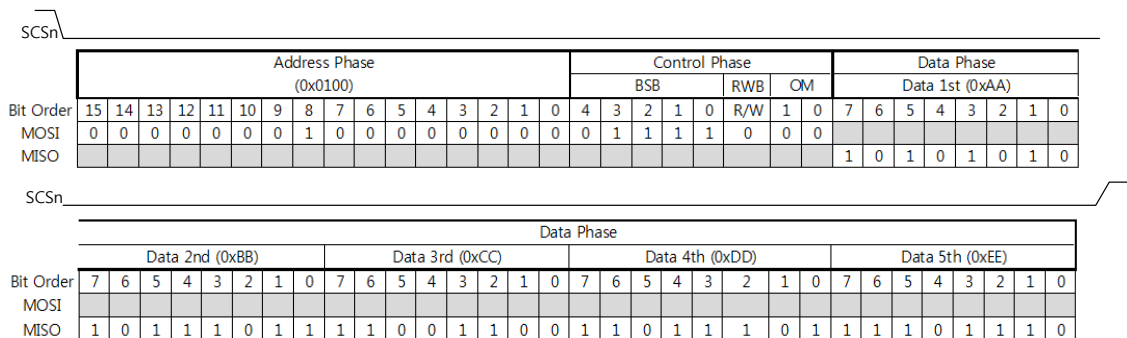 SCSn
Address Phase Control Phase Data Phase
(0x0100) BSB RWB OM Data 1st (0xAA)
Bit Order 15 14 13 12 11 10 9 8 7 6 5 4 3 2 1 0 4 3 2 1 0 R/W 1 0 7 6 5 4 3 2 1 0
MOSI 0 0 0 0 0 0 0 1 0 0 0 0 0 0 0 0 0 1 1 1 1 0 0 0
MISO 1 0 1 0 1 0 1 0
SCSn
Data Phase
Data 2nd (0xBB) Data 3rd (0xCC) Data 4th (0xDD) Data 5th (0xEE)
Bit Order 7 6 5 4 3 2 1 0 7 6 5 4 3 2 1 0 7 6 5 4 3 2 1 0 7 6 5 4 3 2 1 0
MOSI
MISO 1 0 1 1 1 0 1 1 1 1 0 0 1 1 0 0 1 1 0 1 1 1 0 1 1 1 1 0 1 1 1 0